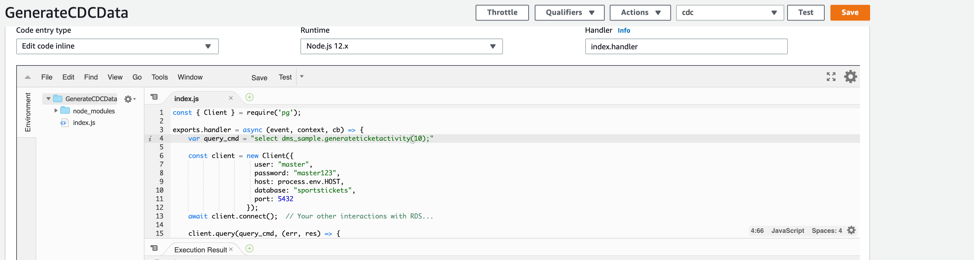 GenerateCDCData
Throttle
Qualifiers
Actions
cdc
Test
Save
Code entry type
Edit code inline
Runtime
Node.js 12.x
Handler Info
index.handler
File Edit Find View Go Tools Window Save Test
Environment
GenerateCDCData
node_modules
index.js
index.js
1 const { Client } = require('pg');
2
3 exports.handler = async (event, context, cb) => {
4 var query_cmd = "select dms_sample.generateticketactivity(10);"
5
6 const client = new Client({
7 user: "master",
8 password: "master123",
9 host: process.env.HOST,
10 database: "sportstickets",
11 port: 5432
12 });
13 await client.connect(); // Your other interactions with RDS...
14
15 client.query(query_cmd, (err, res) => {
4:66 JavaScript Spaces: 4
Execution Result